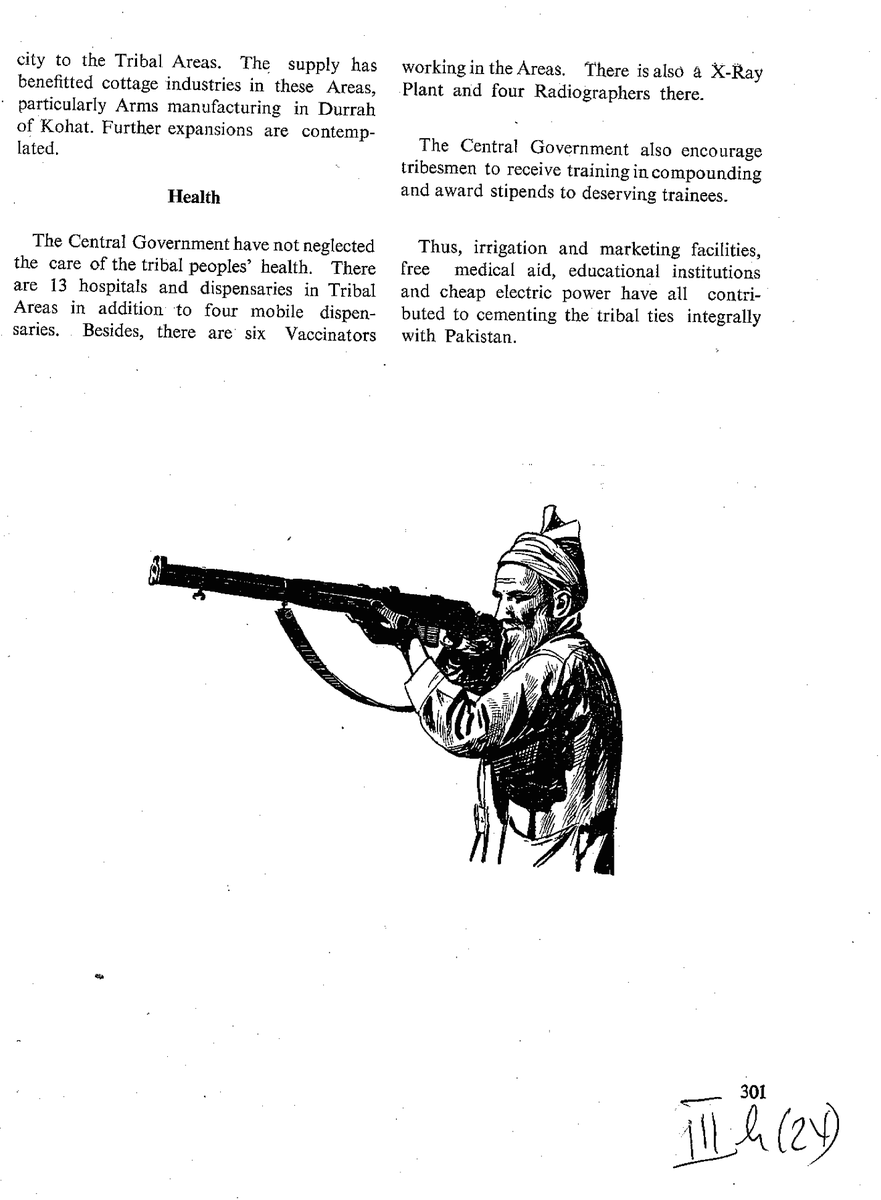 city to the Tribal Areas. The supply has
benefitted cottage industries in these Areas,
particularly Arms manufacturing in Durrah
of Kohat. Further expansions are contemp-
lated.
Health
The Central Government have not neglected
the care of the tribal peoples' health. There
are 13 hospitals and dispensaries in Tribal
Areas in addition to four mobile dispen-
saries. Besides, there are six Vaccinators
working in the Areas. There is also a X-Ray
Plant and four Radiographers there.
The Central Government also encourage
tribesmen to receive training in compounding
and award stipends to deserving trainees.
Thus, irrigation and marketing facilities,
free medical aid, educational institutions
and cheap electric power have all contri-
buted to cementing the tribal ties integrally
with Pakistan.
301
III h (24)